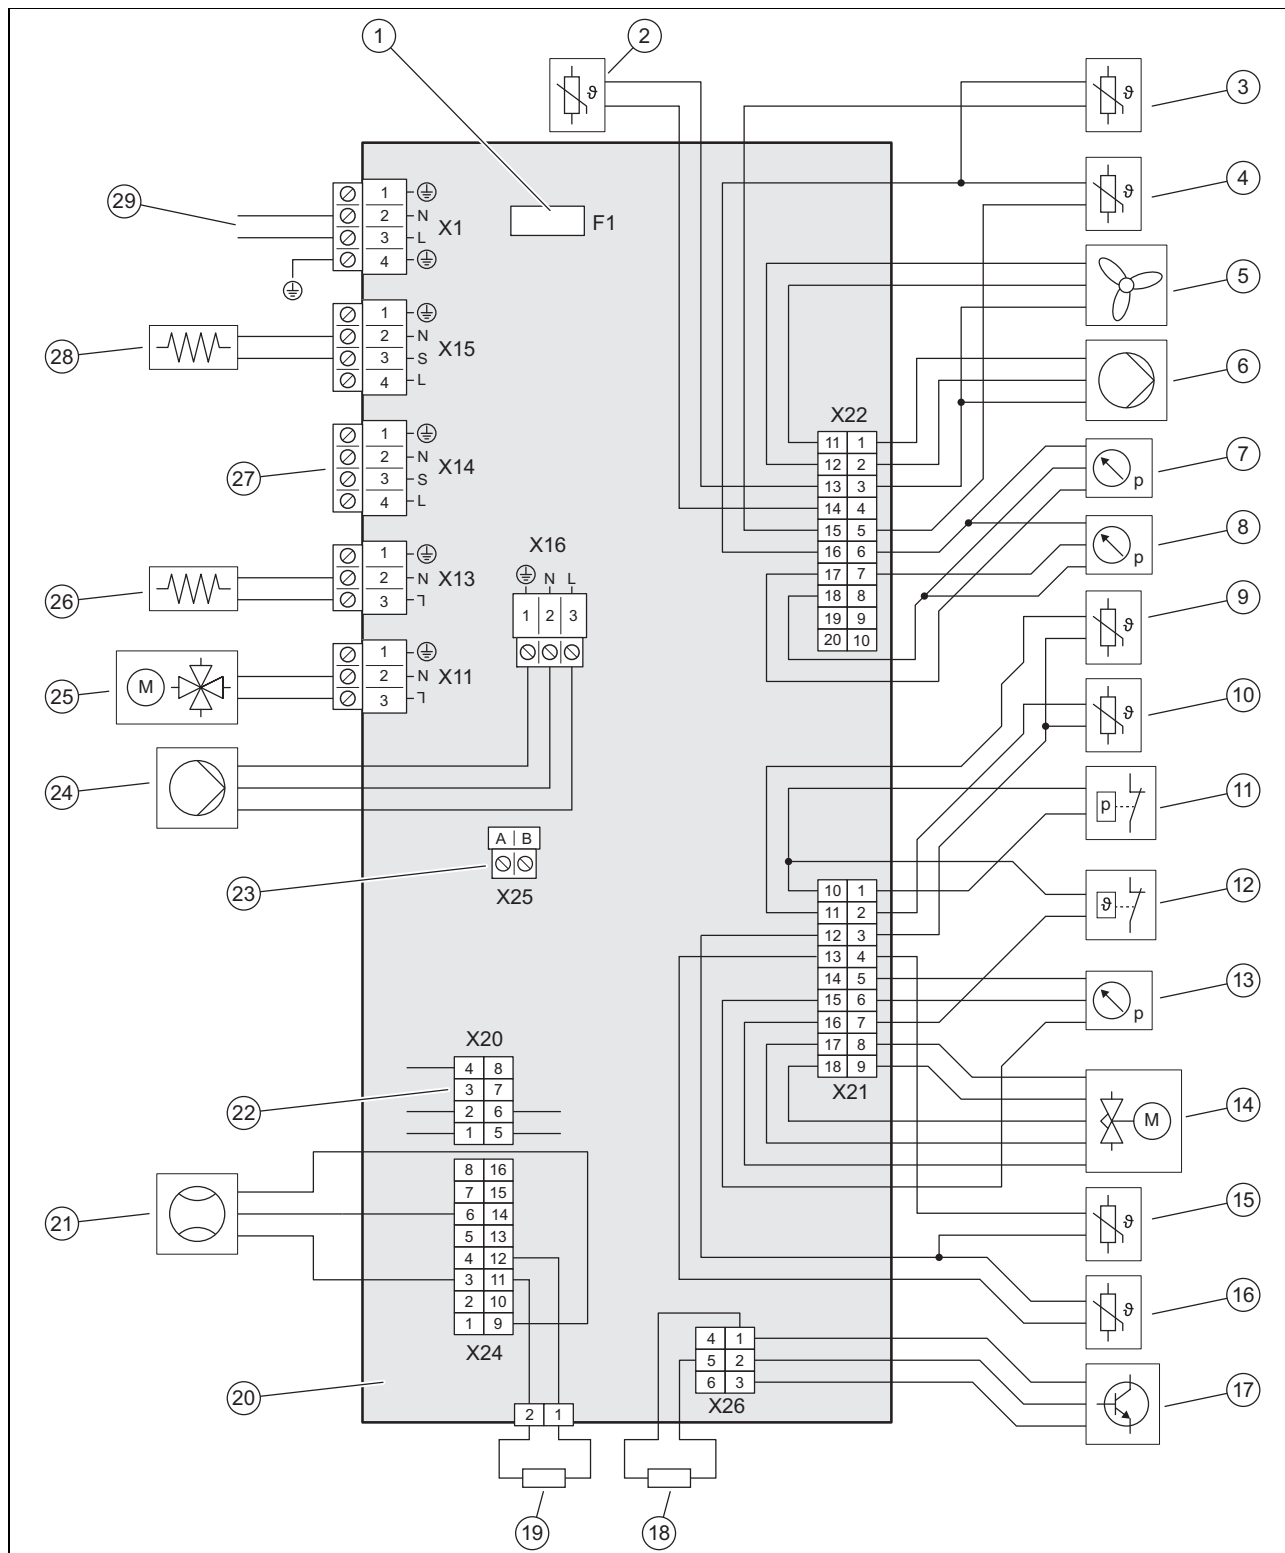 1
2
3
4
5
6
7
8
9
10
11
12
13
14
15
16
17
18
19
20
21
22
23
24
25
26
27
28
29
F1
1
2 N
3 L
4
X1
1
2 N
3 S
4 L
X15
1
2 N
3 S
4 L
X14
1
2 N
3
X13
1
2 N
3
X11
X16
N L
1 2 3
M
A B
X25
X20
4 8
3 7
2 6
1 5
8 16
7 15
6 14
5 13
4 12
3 11
2 10
1 9
X24
2 1
X22
11 1
12 2
13 3
14 4
15 5
16 6
17 7
18 8
19 9
20 10
10 1
11 2
12 3
13 4
14 5
15 6
16 7
17 8
18 9
X21
4 1
5 2
6 3
X26
ϑ
ϑ
ϑ
p
p
ϑ
ϑ
p
ϑ
p
M
ϑ
ϑ